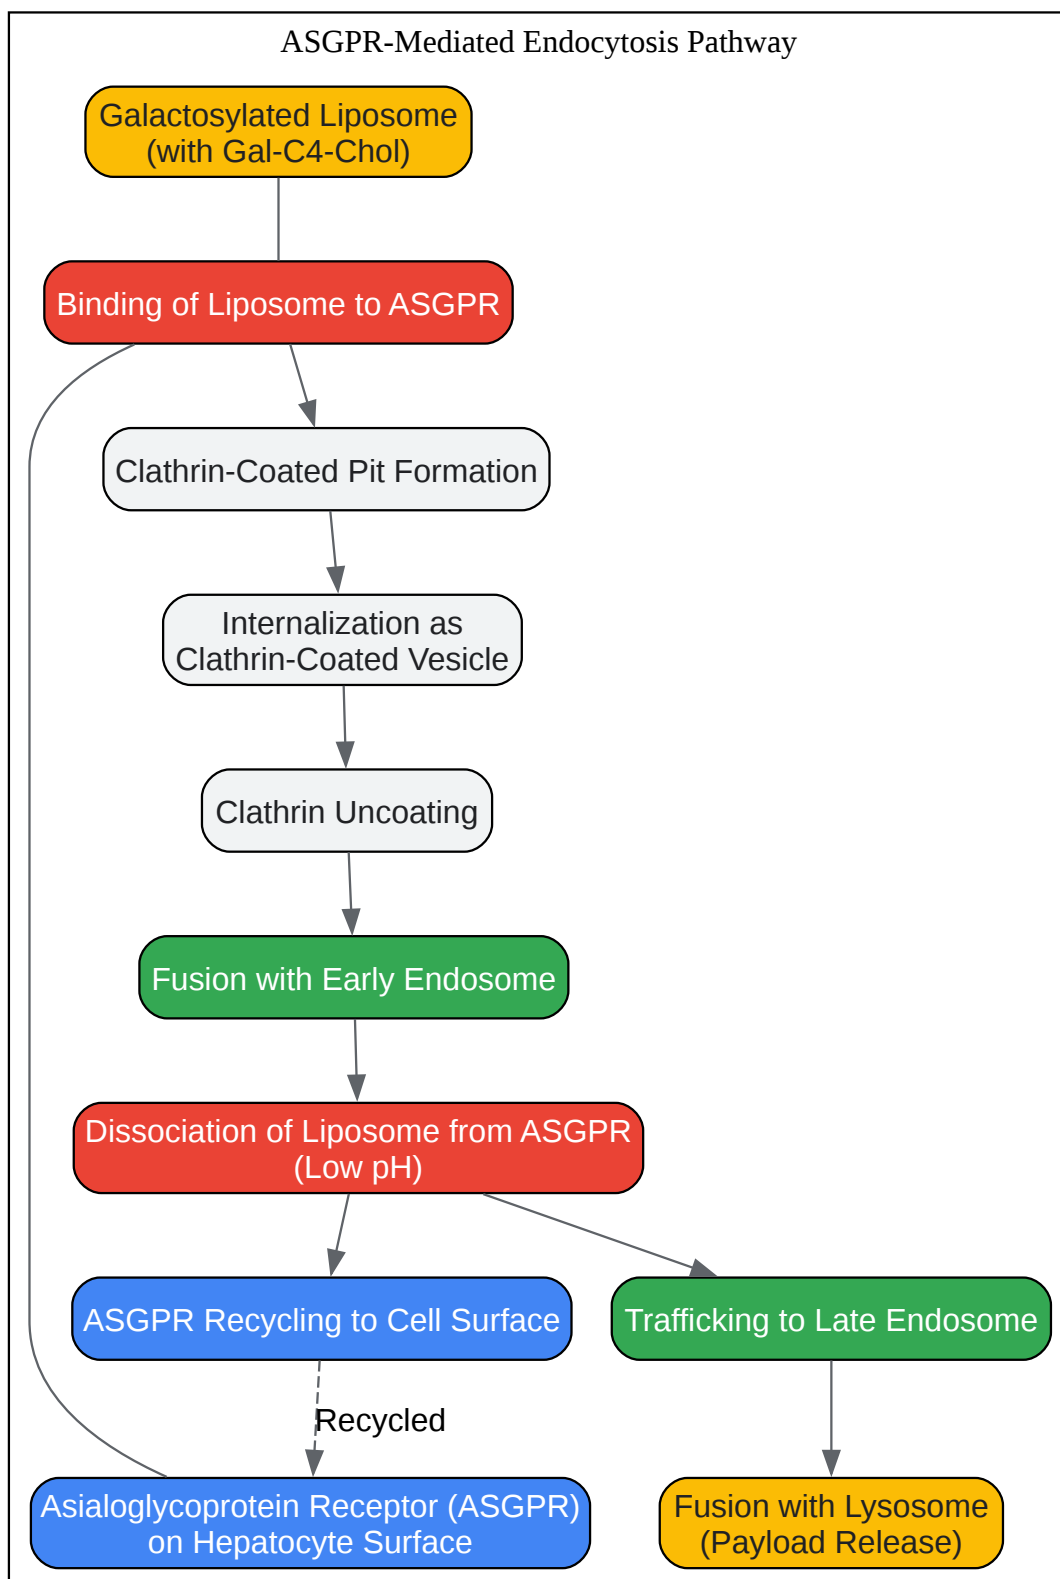 ASGPR-Mediated Endocytosis Pathway
Galactosylated Liposome
(with Gal-C4-Chol)
Binding of Liposome to ASGPR
Clathrin-Coated Pit Formation
Internalization as
Clathrin-Coated Vesicle
Clathrin Uncoating
Fusion with Early Endosome
Dissociation of Liposome from ASGPR
(Low pH)
ASGPR Recycling to Cell Surface
Trafficking to Late Endosome
Recycled
Asialoglycoprotein Receptor (ASGPR)
on Hepatocyte Surface
Fusion with Lysosome
(Payload Release)